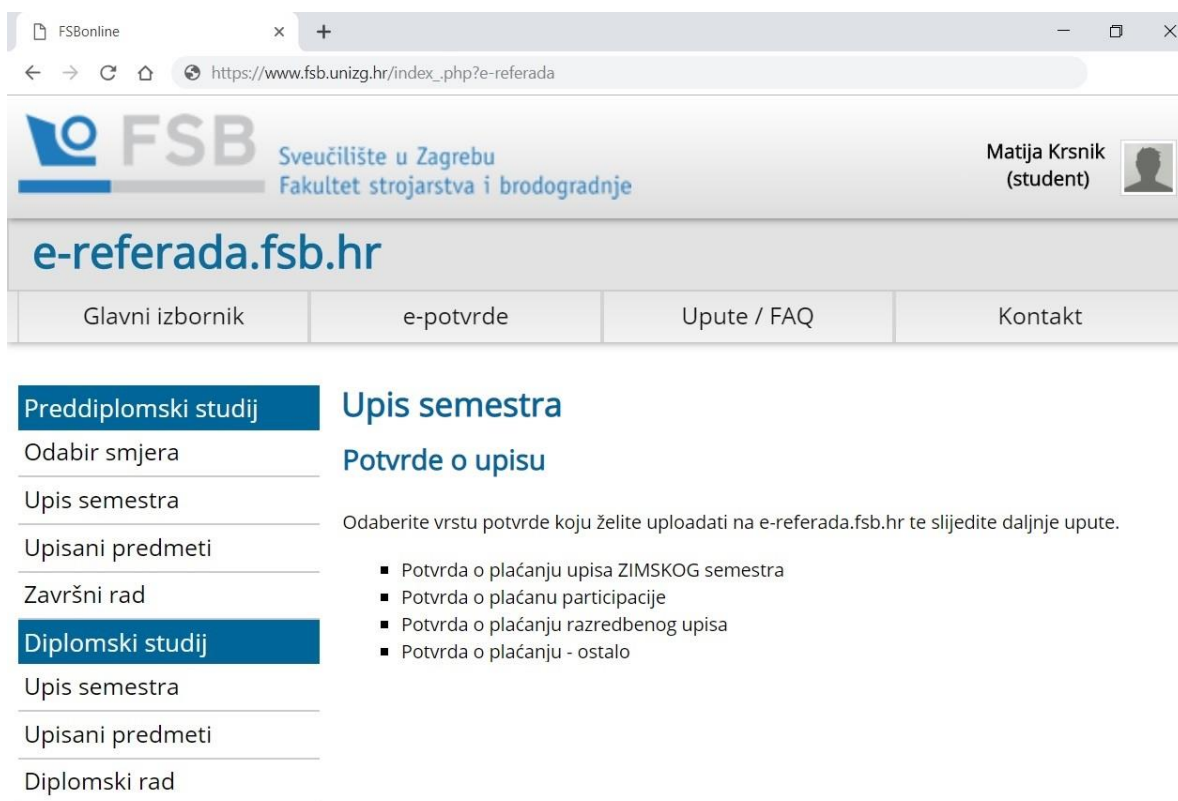 FSBonline
https://www.fsb.unizg.hr/index_.php?e-referada
FSB
Sveučilište u Zagrebu
Fakultet strojarstva i brodogradnje
Matija Krsnik
(student)
e-referada.fsb.hr
Glavni izbornik e-potvrde Upute / FAQ Kontakt
Preddiplomski studij
Odabir smjera
Upis semestra
Upisani predmeti
Završni rad
Diplomski studij
Upis semestra
Upisani predmeti
Diplomski rad
Upis semestra
Potvrde o upisu
Odaberite vrstu potvrde koju želite uploadati na e-referada.fsb.hr te slijedite daljnje upute.
Potvrda o plaćanju upisa ZIMSKOG semestra
Potvrda o plaćanu participacije
Potvrda o plaćanju razredbenog upisa
Potvrda o plaćanju - ostalo